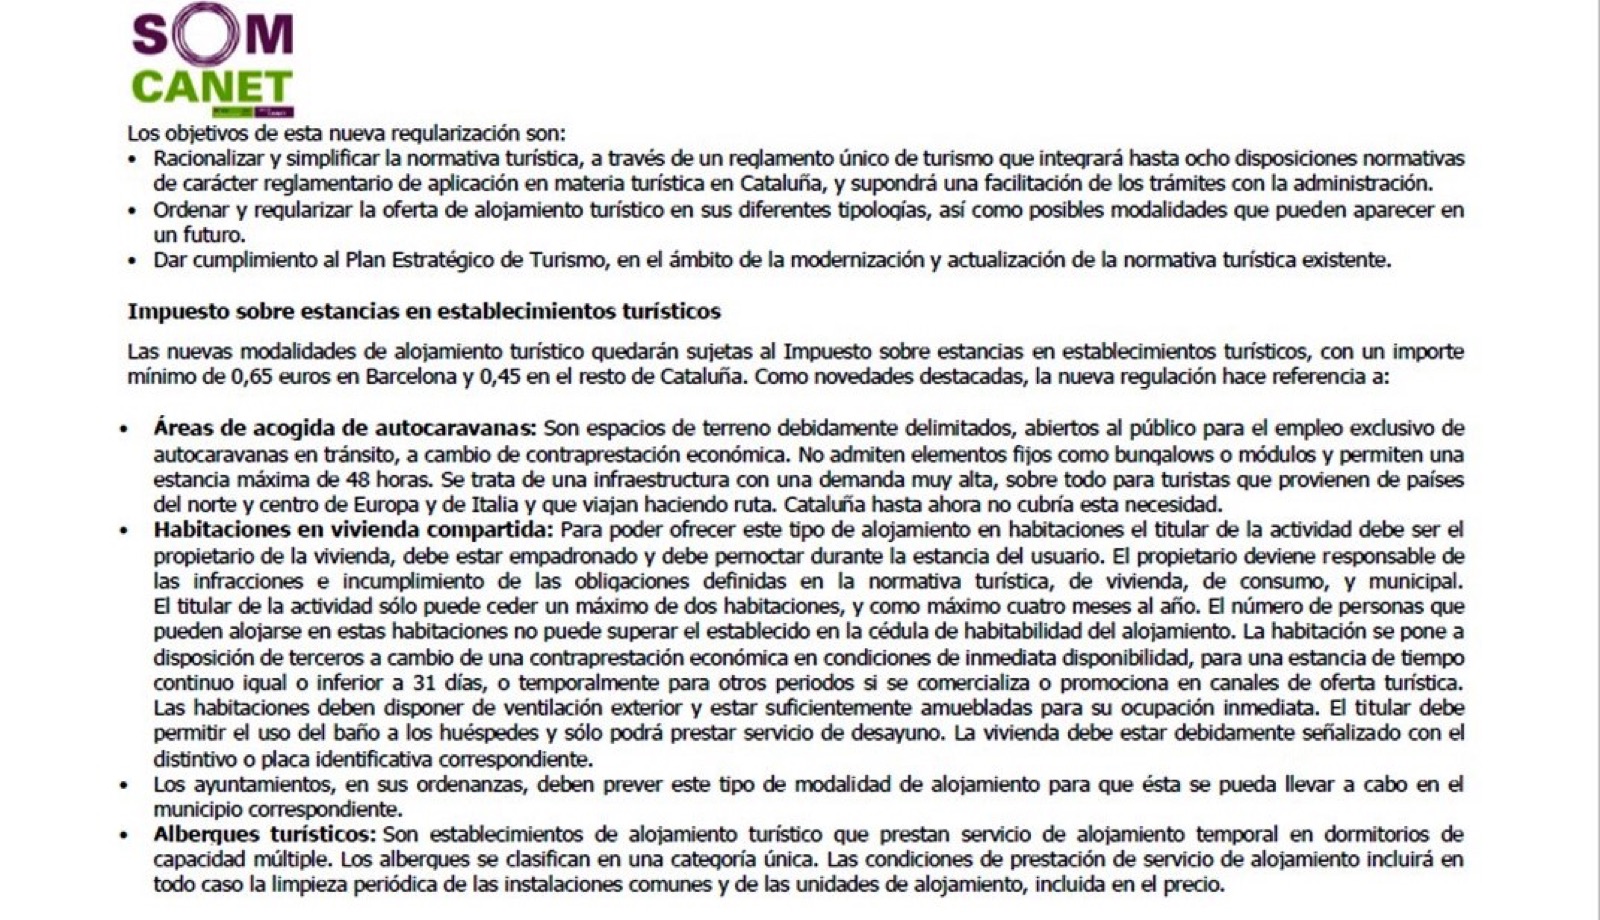 SOM
CANET
Los objetivos de esta nueva regularización son:
• Racionalizar y simplificar la normativa turística, a través de un reglamento único de turismo que integrará hasta ocho disposiciones normativas
de carácter reglamentario de aplicación en materia turística en Cataluña, y supondrá una facilitación de los trámites con la administración.
• Ordenar y regularizar la oferta de alojamiento turístico en sus diferentes tipologías, así como posibles modalidades que pueden aparecer en
un futuro.
• Dar cumplimiento al Plan Estratégico de Turismo, en el ámbito de la modernización y actualización de la normativa turística existente.
Impuesto sobre estancias en establecimientos turísticos
Las nuevas modalidades de alojamiento turístico quedarán sujetas al Impuesto sobre estancias en establecimientos turísticos, con un importe
mínimo de 0,65 euros en Barcelona y 0,45 en el resto de Cataluña. Como novedades destacadas, la nueva regulación hace referencia a:
• Áreas de acogida de autocaravanas: Son espacios de terreno debidamente delimitados, abiertos al público para el empleo exclusivo de
autocaravanas en tránsito, a cambio de contraprestación económica. No admiten elementos fijos como bungalows o módulos y permiten una
estancia máxima de 48 horas. Se trata de una infraestructura con una demanda muy alta, sobre todo para turistas que provienen de países
del norte y centro de Europa y de Italia y que viajan haciendo ruta. Cataluña hasta ahora no cubría esta necesidad.
• Habitaciones en vivienda compartida: Para poder ofrecer este tipo de alojamiento en habitaciones el titular de la actividad debe ser el
propietario de la vivienda, debe estar empadronado y debe pernoctar durante la estancia del usuario. El propietario deviene responsable de
las infracciones e incumplimiento de las obligaciones definidas en la normativa turística, de vivienda, de consumo, y municipal.
El titular de la actividad sólo puede ceder un máximo de dos habitaciones, y como máximo cuatro meses al año. El número de personas que
pueden alojarse en estas habitaciones no puede superar el establecido en la cédula de habitabilidad del alojamiento. La habitación se pone a
disposición de terceros a cambio de una contraprestación económica en condiciones de inmediata disponibilidad, para una estancia de tiempo
continuo igual o inferior a 31 días, o temporalmente para otros periodos si se comercializa o promociona en canales de oferta turística.
Las habitaciones deben disponer de ventilación exterior y estar suficientemente amuebladas para su ocupación inmediata. El titular debe
permitir el uso del baño a los huéspedes y sólo podrá prestar servicio de desayuno. La vivienda debe estar debidamente señalizado con el
distintivo o placa identificativa correspondiente.
• Los ayuntamientos, en sus ordenanzas, deben prever este tipo de modalidad de alojamiento para que ésta se pueda llevar a cabo en el
municipio correspondiente.
• Albergues turísticos: Son establecimientos de alojamiento turístico que prestan servicio de alojamiento temporal en dormitorios de
capacidad múltiple. Los albergues se clasifican en una categoría única. Las condiciones de prestación de servicio de alojamiento incluirá en
todo caso la limpieza periódica de las instalaciones comunes y de las unidades de alojamiento, incluida en el precio.